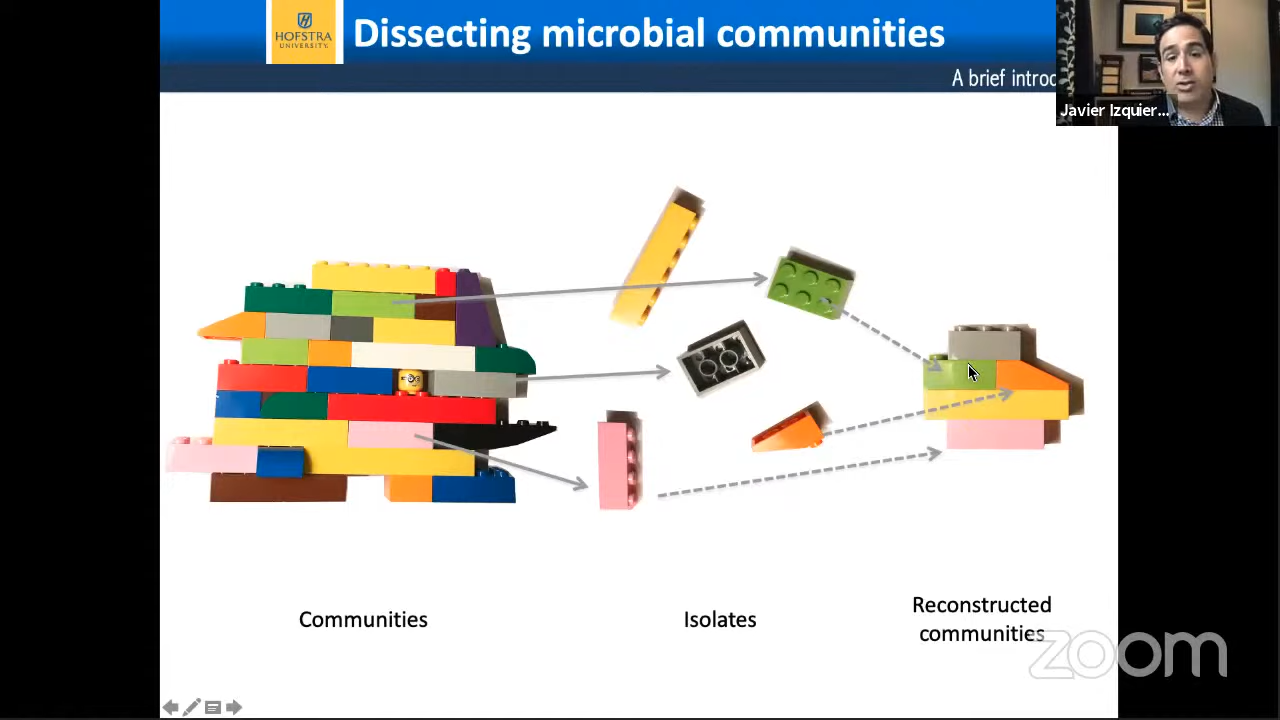 HOFSTRA
UNIVERSITY.
Dissecting microbial communities
A brief introc
Javier Izquier...
Communities
Isolates
Reconstructed
communities
zoom